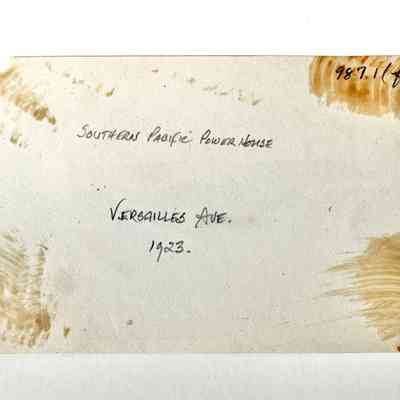 987.1
Southern Pacific Power House
Versailles Ave.
1923.